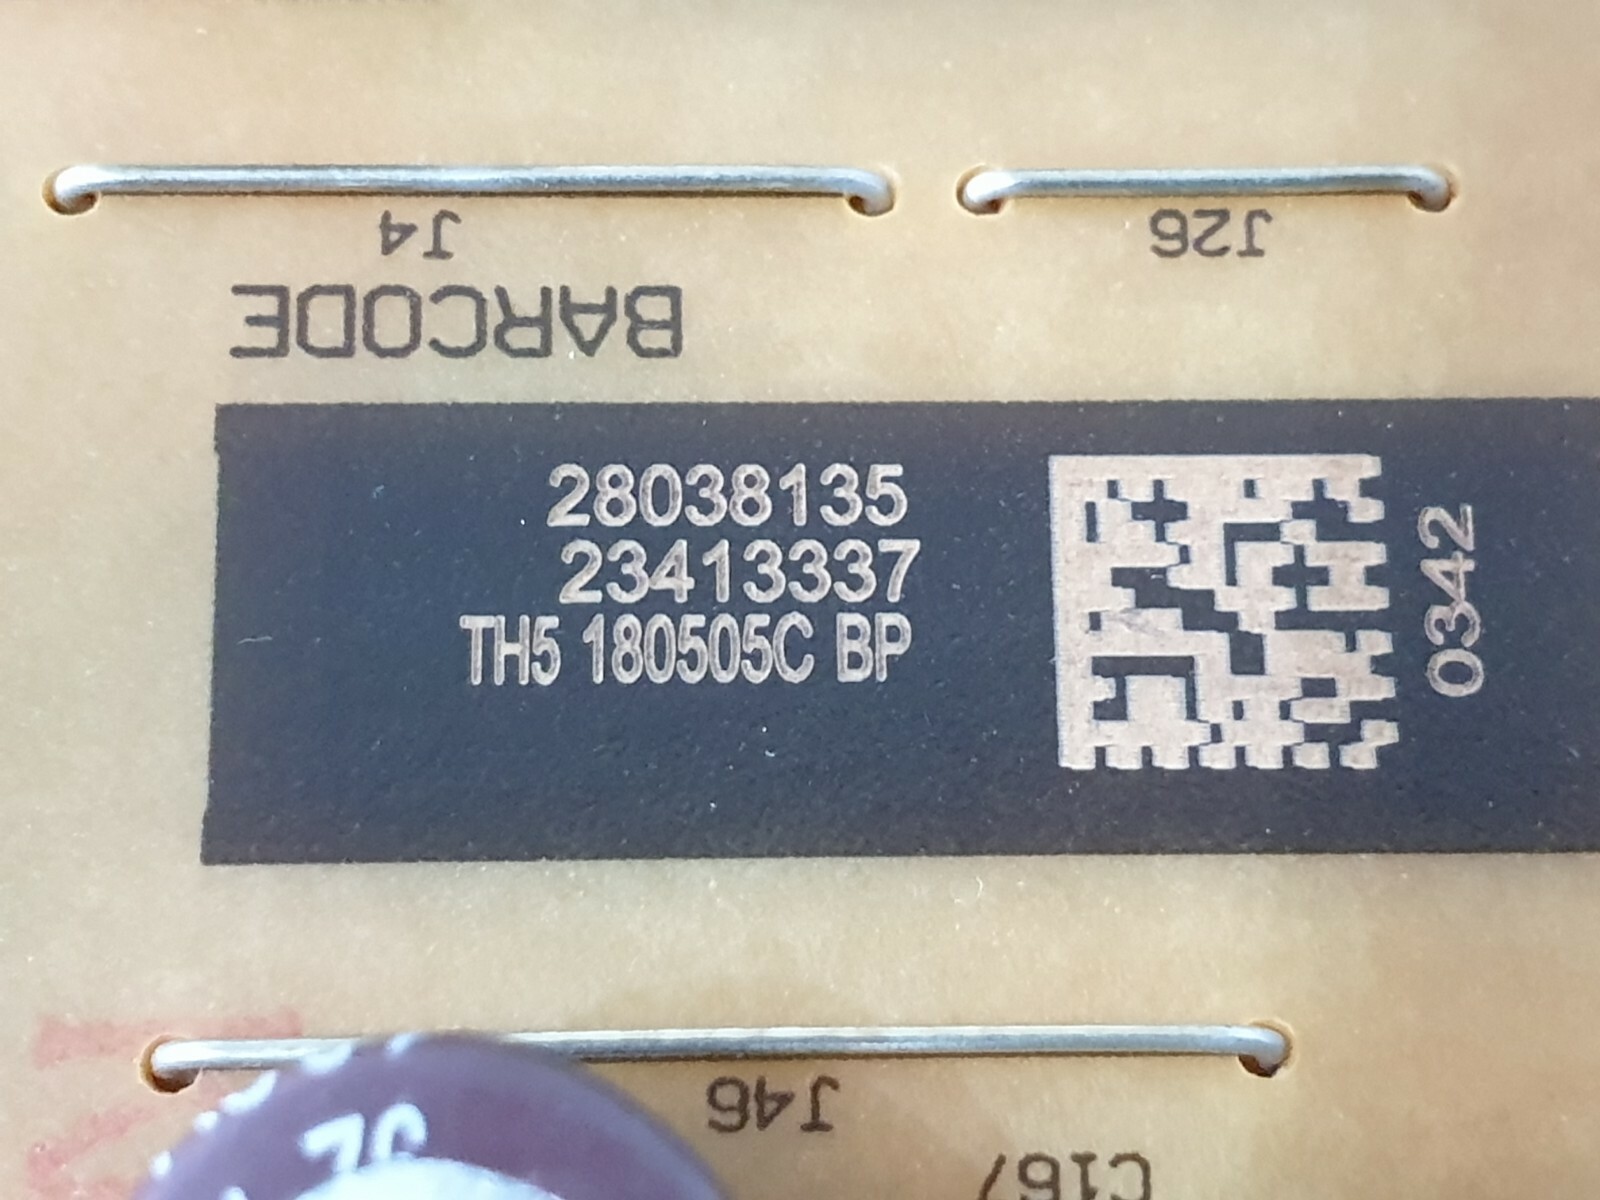 J4
J26
BARCODE
28038135
23413337
TH5 180505C BP
0342
J46
C167